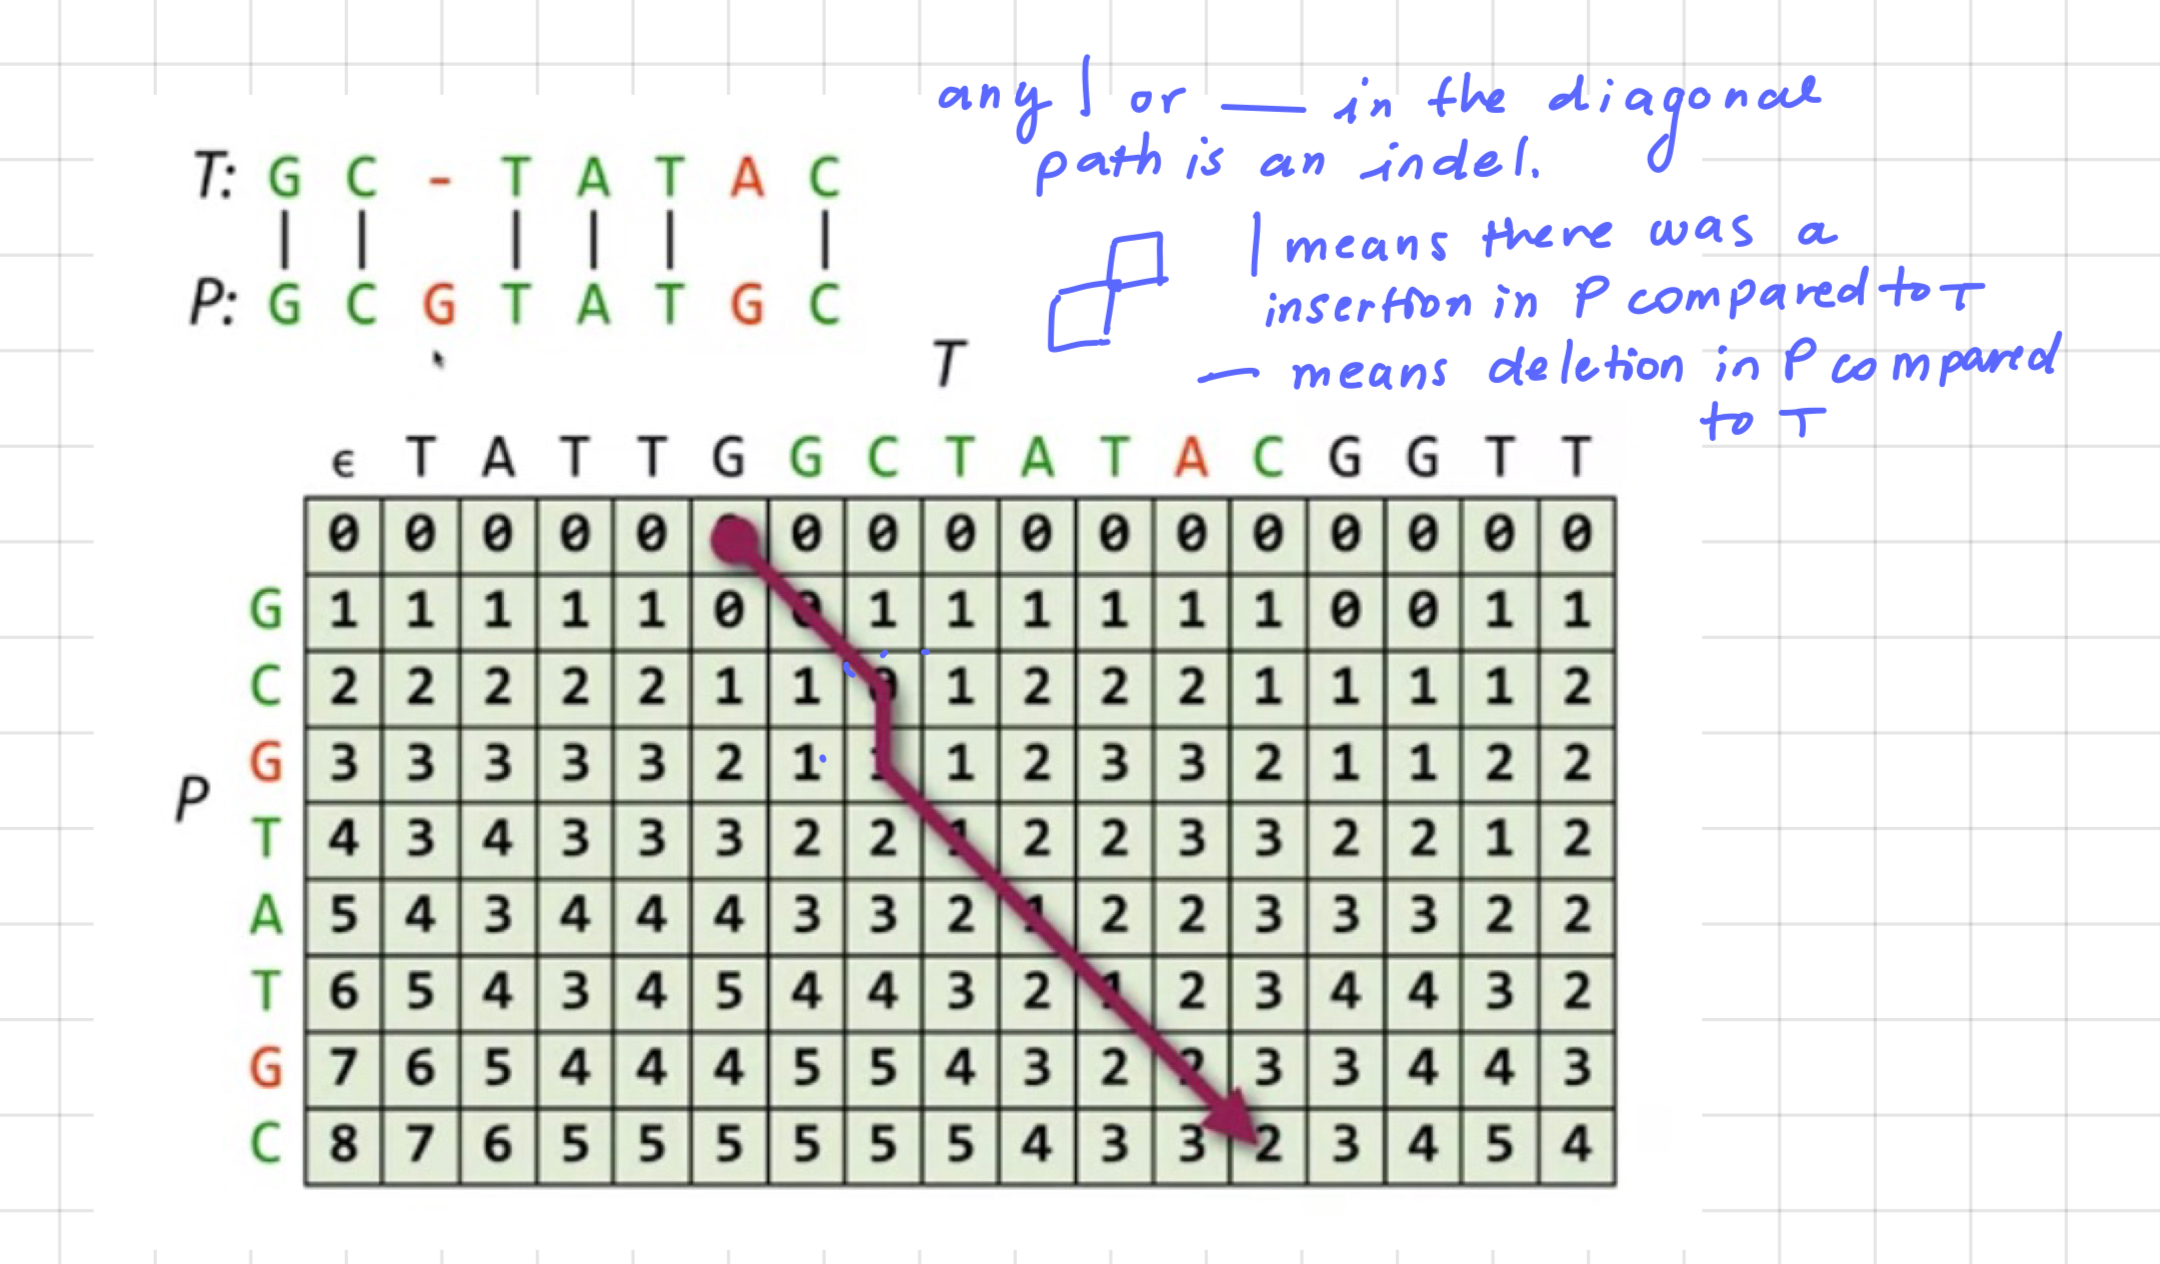 any | or — in the diagonal
path is an indel.
T: G C - T A T A C
| | | | | |
P: G C G T A T G C
| means there was a
insertion in P compared to T
— means deletion in P compared
to T
T
ϵ T A T T G G C T A T A C G G T T
0 0 0 0 0 0 0 0 0 0 0 0 0 0 0 0 0
G 1 1 1 1 1 0 0 1 1 1 1 1 1 0 0 1 1
C 2 2 2 2 2 1 1 0 1 2 2 2 1 1 1 1 2
G 3 3 3 3 3 2 1 1 1 2 3 3 2 1 1 2 2
P
T 4 3 4 3 3 3 2 2 1 2 2 3 3 2 2 1 2
A 5 4 3 4 4 4 3 3 2 1 2 2 3 3 3 2 2
T 6 5 4 3 4 5 4 4 3 2 1 2 3 4 4 3 2
G 7 6 5 4 4 4 5 5 4 3 2 2 3 3 4 4 3
C 8 7 6 5 5 5 5 5 5 4 3 3 2 3 4 5 4